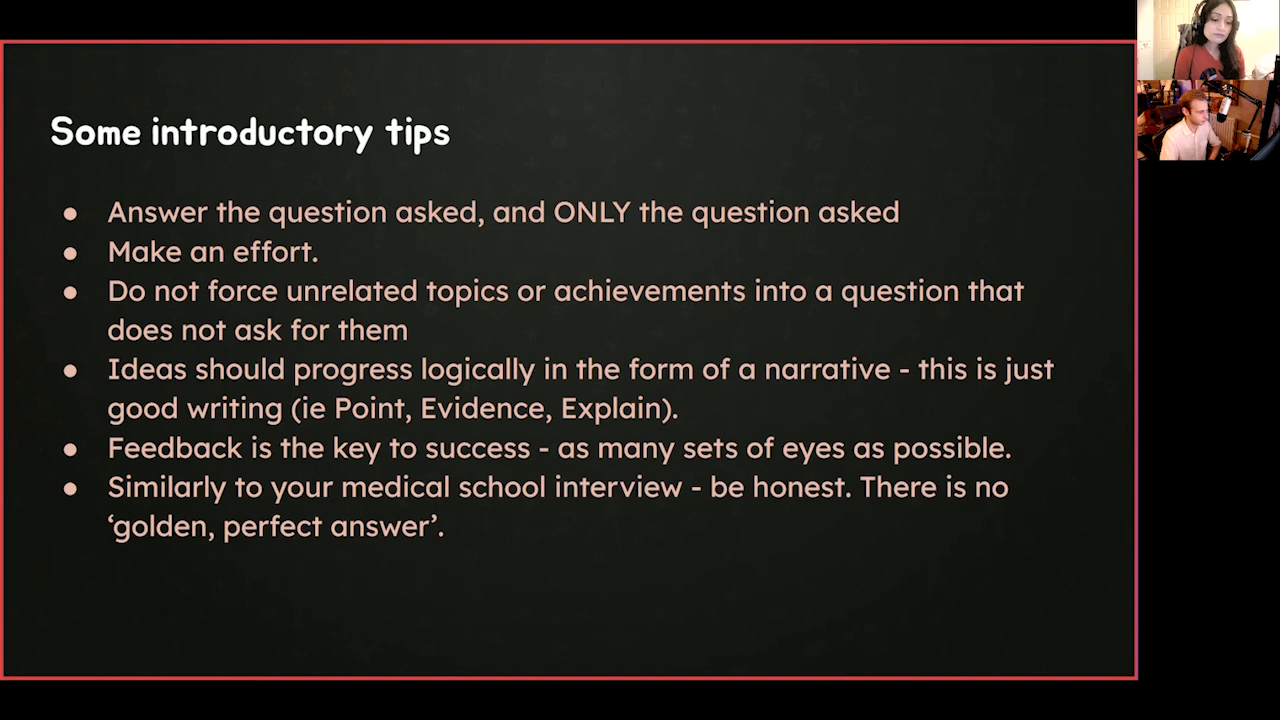 Some introductory tips
● Answer the question asked, and ONLY the question asked
● Make an effort.
● Do not force unrelated topics or achievements into a question that
does not ask for them
● Ideas should progress logically in the form of a narrative - this is just
good writing (ie Point, Evidence, Explain).
● Feedback is the key to success - as many sets of eyes as possible.
● Similarly to your medical school interview - be honest. There is no
‘golden, perfect answer’.